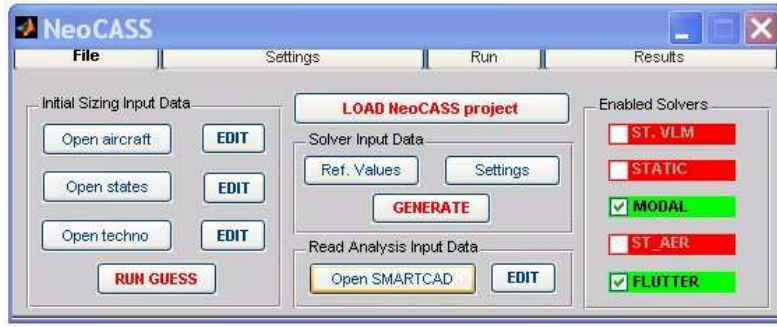 NeoCASS
File Settings Run Results
Initial Sizing Input Data
Open aircraft EDIT
Open states EDIT
Open techno EDIT
RUN GUESS
LOAD NeoCASS project
Solver Input Data
Ref. Values Settings
GENERATE
Read Analysis Input Data
Open SMARTCAD EDIT
Enabled Solvers
ST. VLM
STATIC
MODAL
ST_AER
FLUTTER